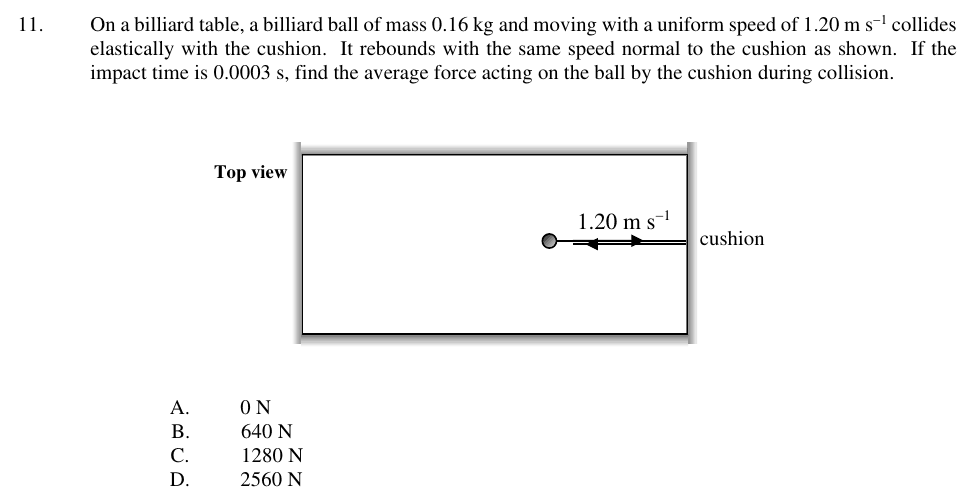 11. On a billiard table, a billiard ball of mass 0.16 kg and moving with a uniform speed of 1.20 m s⁻¹ collides
elastically with the cushion. It rebounds with the same speed normal to the cushion as shown. If the
impact time is 0.0003 s, find the average force acting on the ball by the cushion during collision.
Top view
1.20 m s⁻¹
cushion
A. 0 N
B. 640 N
C. 1280 N
D. 2560 N